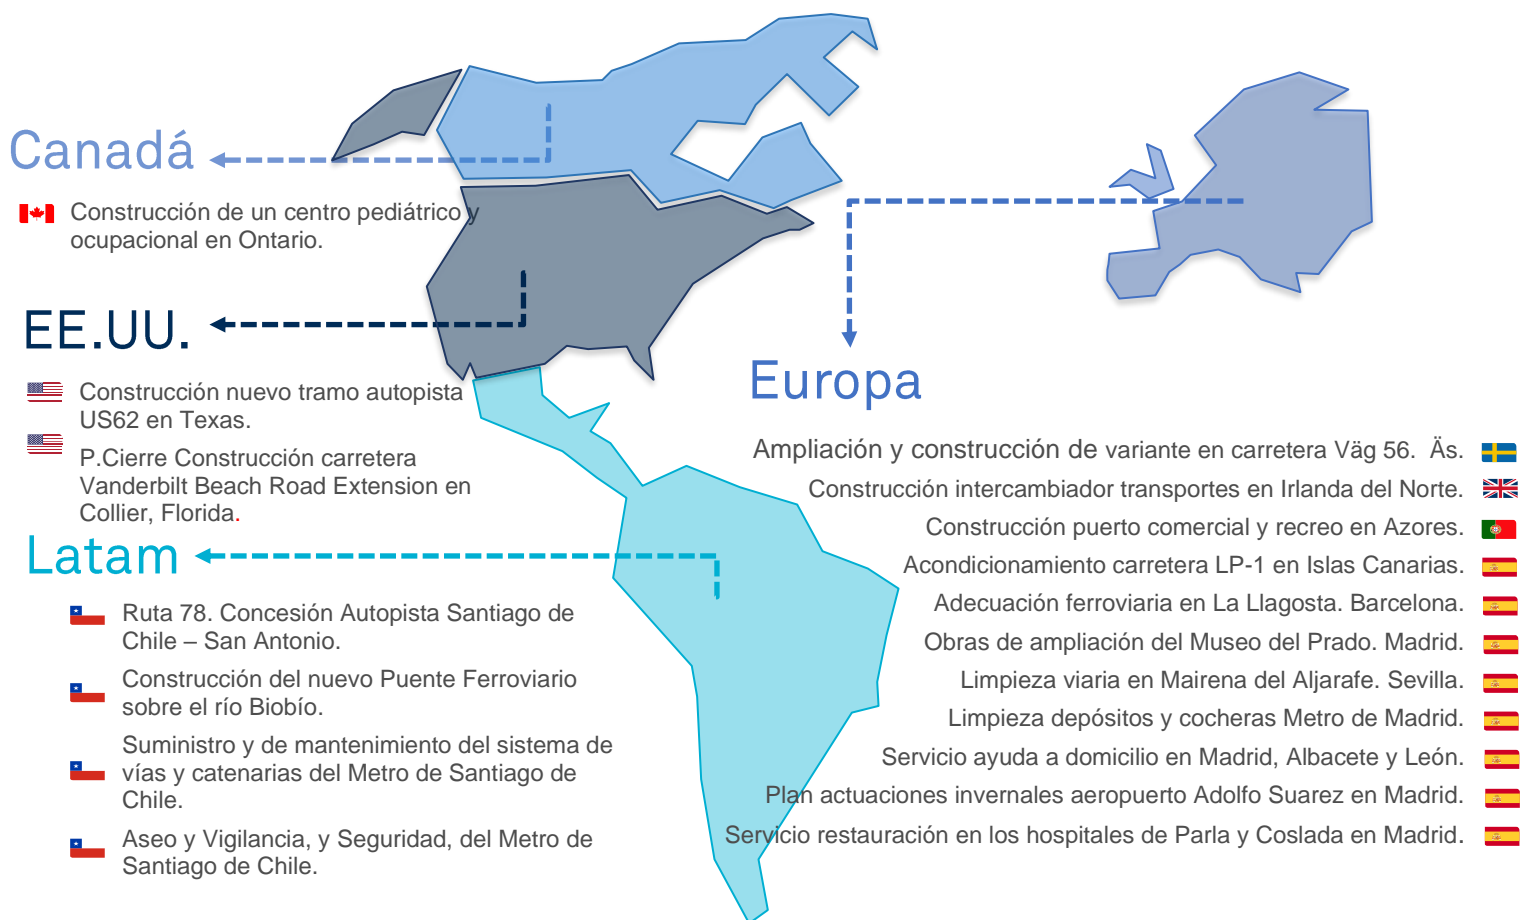 Canadá
Construcción de un centro pediátrico y
ocupacional en Ontario.
EE.UU.
Construcción nuevo tramo autopista
US62 en Texas.
P.Cierre Construcción carretera
Vanderbilt Beach Road Extension en
Collier, Florida.
Latam
Ruta 78. Concesión Autopista Santiago de
Chile – San Antonio.
Construcción del nuevo Puente Ferroviario
sobre el río Biobío.
Suministro y de mantenimiento del sistema de
vías y catenarias del Metro de Santiago de
Chile.
Aseo y Vigilancia, y Seguridad, del Metro de
Santiago de Chile.
Europa
Ampliación y construcción de variante en carretera Väg 56. Äs.
Construcción intercambiador transportes en Irlanda del Norte.
Construcción puerto comercial y recreo en Azores.
Acondicionamiento carretera LP-1 en Islas Canarias.
Adecuación ferroviaria en La Llagosta. Barcelona.
Obras de ampliación del Museo del Prado. Madrid.
Limpieza viaria en Mairena del Aljarafe. Sevilla.
Limpieza depósitos y cocheras Metro de Madrid.
Servicio ayuda a domicilio en Madrid, Albacete y León.
Plan actuaciones invernales aeropuerto Adolfo Suarez en Madrid.
Servicio restauración en los hospitales de Parla y Coslada en Madrid.